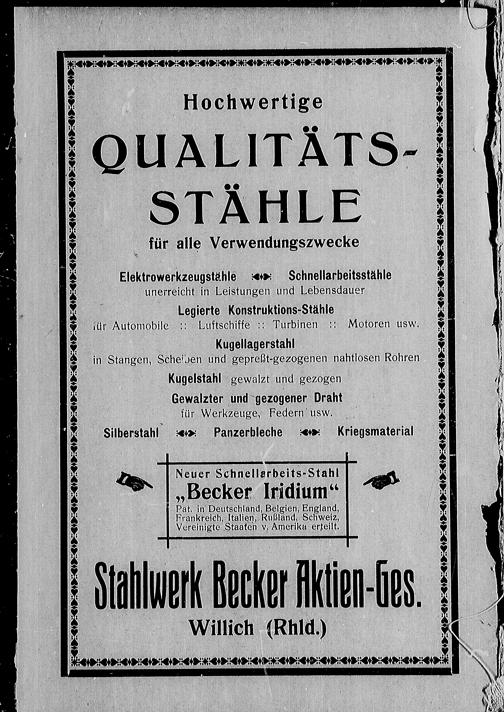 Hochwertige
QUALITÄTS-
STÄHLE
für alle Verwendungszwecke
Elektrowerkzeugstähle Schnellarbeitsstähle
unerreicht in Leistungen und Lebensdauer
Legierte Konstruktions-Stähle
für Automobile :: Luftschiffe :: Turbinen :: Motoren usw.
Kugellagerstahl
in Stangen, Scheiben und gepreßt-gezogenen nahtlosen Rohren
Kugelstahl gewalzt und gezogen
Gewalzter und gezogener Draht
für Werkzeuge, Federn usw.
Silberstahl Panzerbleche Kriegsmaterial
Neuer Schnellarbeits-Stahl
„Becker Iridium“
Pat. in Deutschland, Belgien, England,
Frankreich, Italien, Rußland, Schweiz,
Vereinigte Staaten v. Amerika erteilt.
Stahlwerk Becker Aktien-Ges.
Willich (Rhld.)